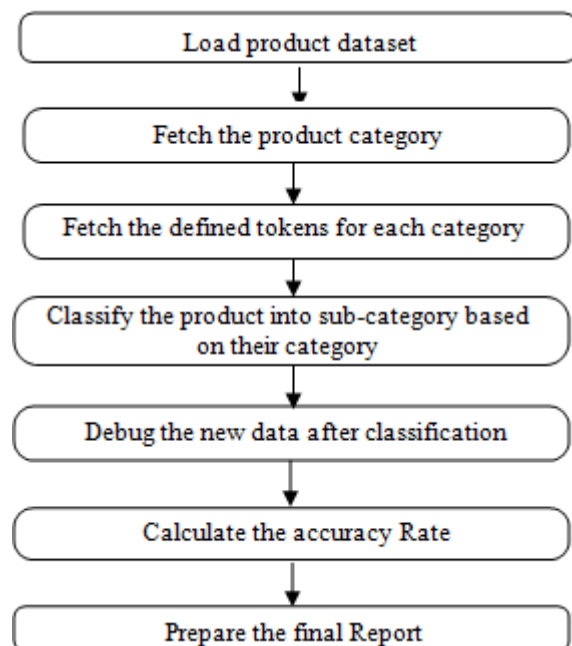 Load product dataset
Fetch the product category
Fetch the defined tokens for each category
Classify the product into sub-category based
on their category
Debug the new data after classification
Calculate the accuracy Rate
Prepare the final Report